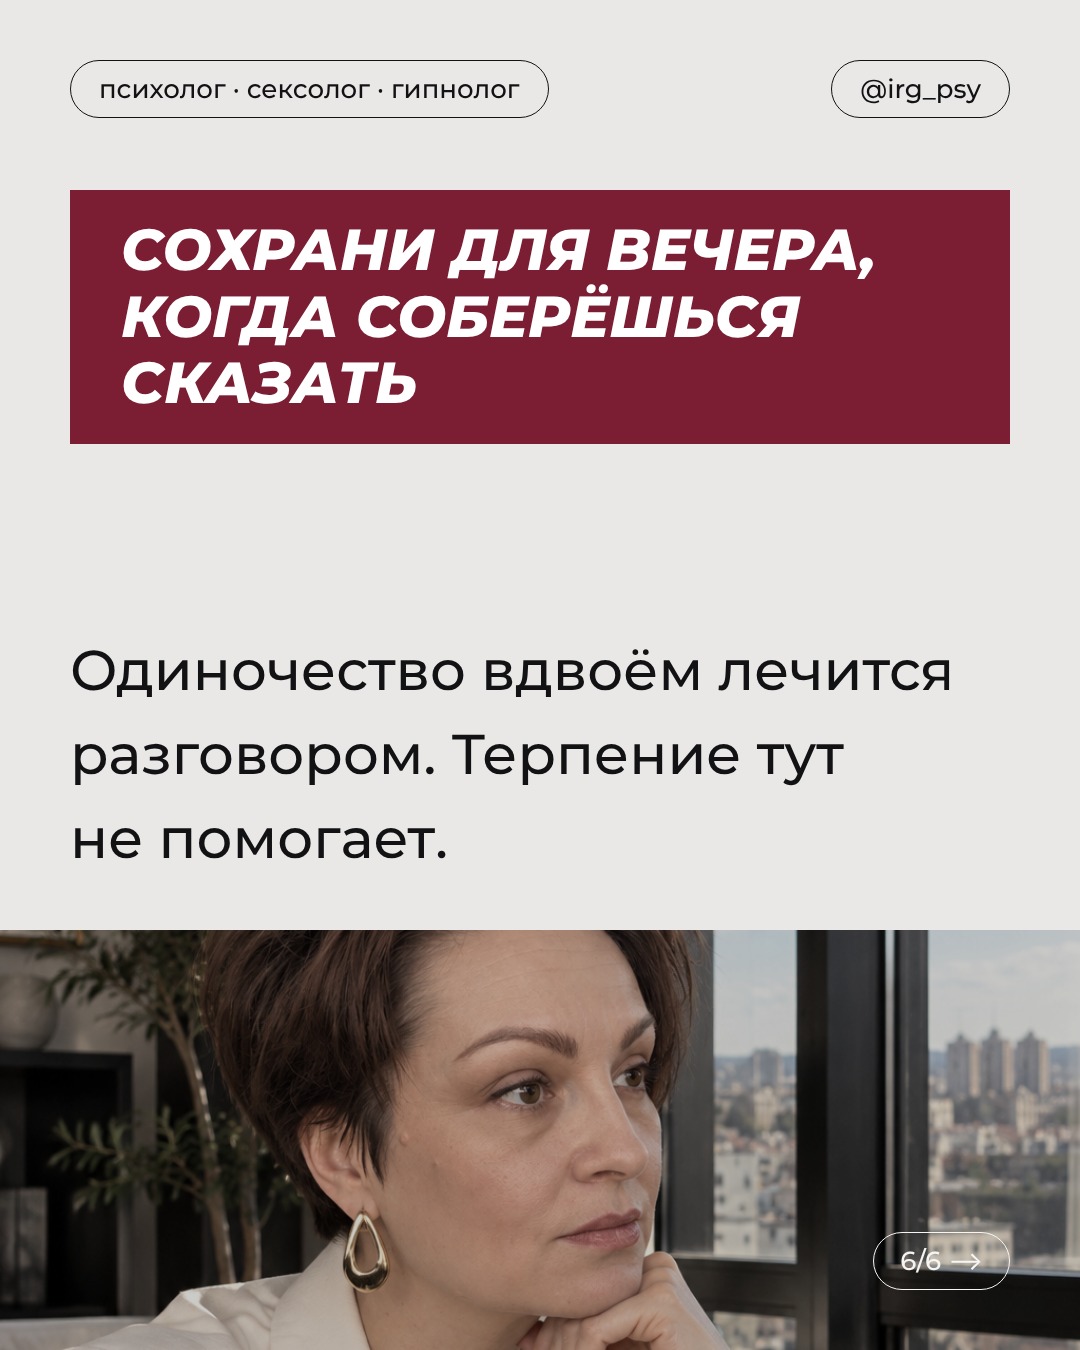 психолог · сексолог · гипнолог
@irg_psy
СОХРАНИ ДЛЯ ВЕЧЕРА,
КОГДА СОБЕРЁШЬСЯ
СКАЗАТЬ
Одиночество вдвоём лечится
разговором. Терпение тут
не помогает.
6/6 →